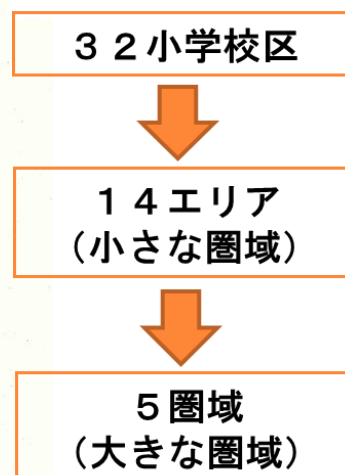 ３２小学校区
１４エリア
（小さな圏域）
５圏域
（大きな圏域）